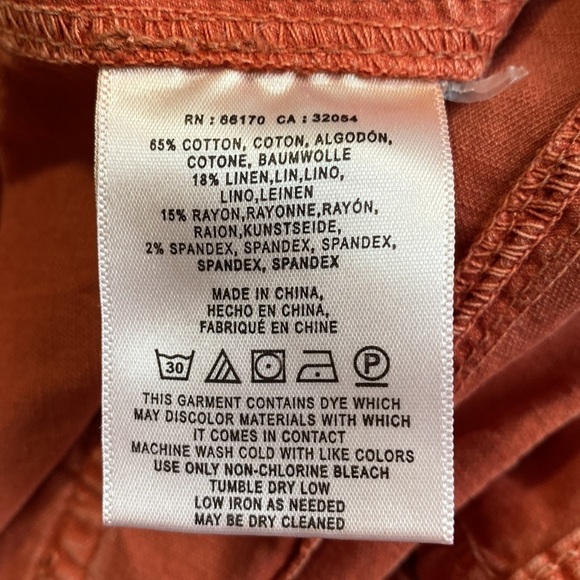 RN : 66170 CA : 32054
65% COTTON, COTON, ALGODÓN,
COTONE, BAUMWOLLE
18% LINEN,LIN,LINO,
LINO,LEINEN
15% RAYON,RAYONNE,RAYÓN,
RAION,KUNSTSEIDE,
2% SPANDEX, SPANDEX, SPANDEX,
SPANDEX, SPANDEX
MADE IN CHINA,
HECHO EN CHINA,
FABRIQUÉ EN CHINE
30 P
THIS GARMENT CONTAINS DYE WHICH
MAY DISCOLOR MATERIALS WITH WHICH
IT COMES IN CONTACT
MACHINE WASH COLD WITH LIKE COLORS
USE ONLY NON-CHLORINE BLEACH
TUMBLE DRY LOW
LOW IRON AS NEEDED
MAY BE DRY CLEANED